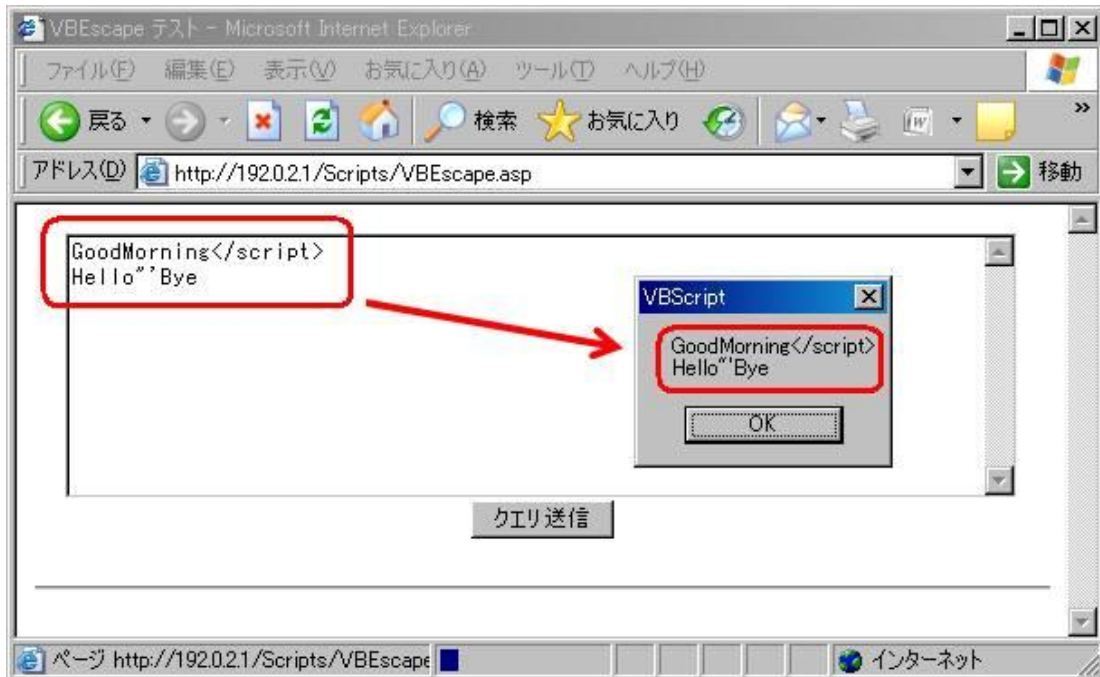 VBEscape テスト - Microsoft Internet Explorer
ファイル(F) 編集(E) 表示(V) お気に入り(A) ツール(T) ヘルプ(H)
戻る 検索 お気に入り »
アドレス(D) http://192.0.2.1/Scripts/VBEscape.asp 移動
GoodMorning</script>
Hello"'Bye
VBScript
GoodMorning</script>
Hello"'Bye
OK
クエリ送信
ページ http://192.0.2.1/Scripts/VBEscape インターネット